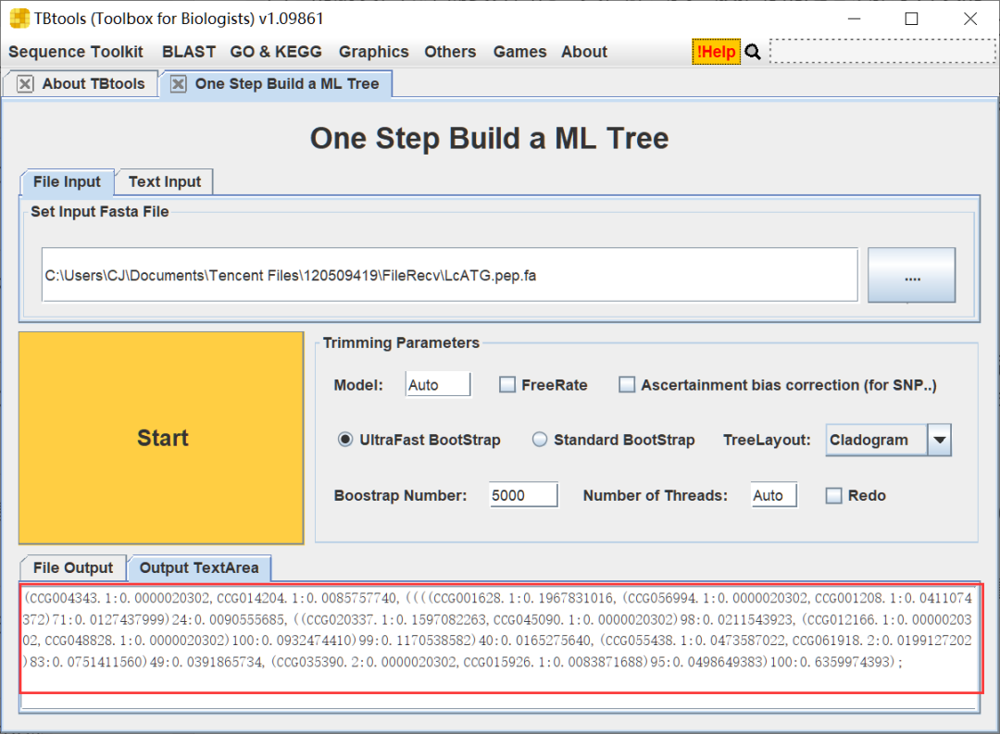 TBtools (Toolbox for Biologists) v1.09861
Sequence Toolkit BLAST GO & KEGG Graphics Others Games About !Help
About TBtools One Step Build a ML Tree
One Step Build a ML Tree
File Input Text Input
Set Input Fasta File
C:\Users\CJ\Documents\Tencent Files\120509419\FileRecv\LcATG.pep.fa ....
Trimming Parameters
Model: Auto FreeRate Ascertainment bias correction (for SNP..)
Start
UltraFast BootStrap Standard BootStrap TreeLayout: Cladogram
Boostrap Number: 5000 Number of Threads: Auto Redo
File Output Output TextArea
(CCG004343.1:0.0000020302,CCG014204.1:0.0085757740,((((CCG001628.1:0.1967831016,(CCG056994.1:0.0000020302,CCG001208.1:0.0411074
372)71:0.0127437999)24:0.0090555685,((CCG020337.1:0.1597082263,CCG045090.1:0.0000020302)98:0.0211543923,(CCG012166.1:0.00000203
02,CCG048828.1:0.0000020302)100:0.0932474410)99:0.1170538582)40:0.0165275640,(CCG055438.1:0.0473587022,CCG061918.2:0.0199127202
)83:0.0751411560)49:0.0391865734,(CCG035390.2:0.0000020302,CCG015926.1:0.0083871688)95:0.0498649383)100:0.6359974393);